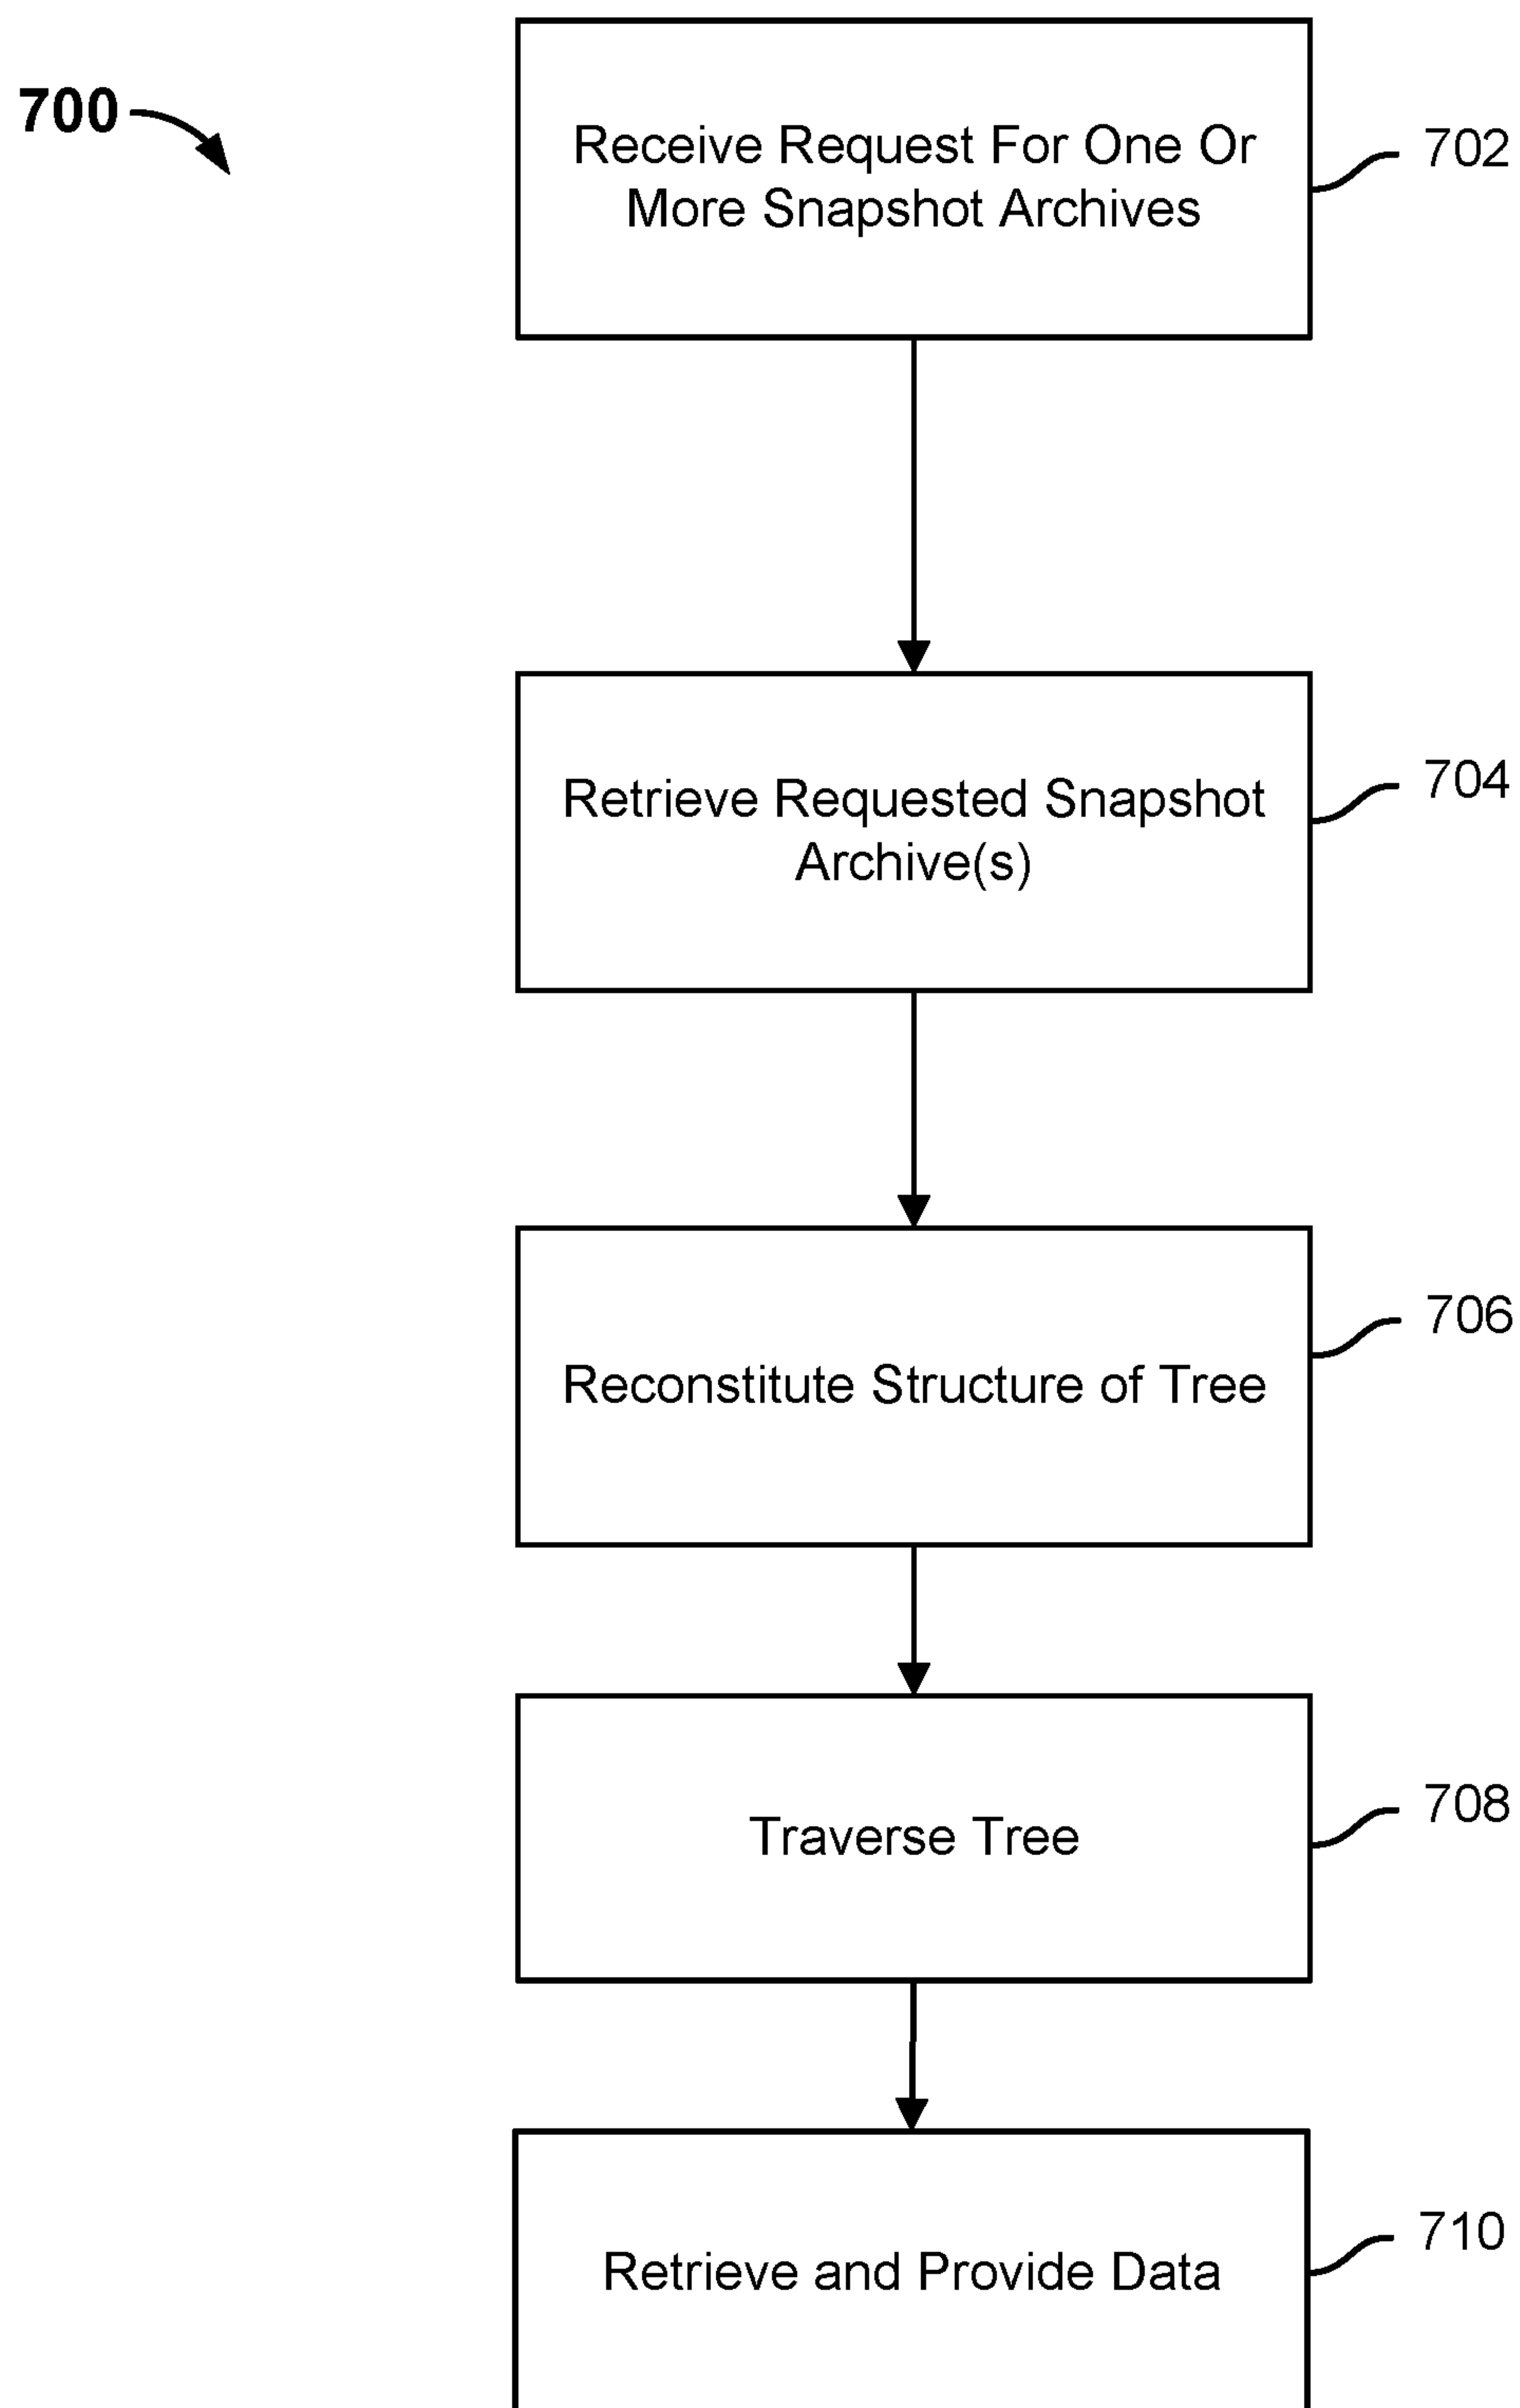 700
Receive Request For One Or
More Snapshot Archives
702
Retrieve Requested Snapshot
Archive(s)
704
Reconstitute Structure of Tree
706
Traverse Tree
708
Retrieve and Provide Data
710